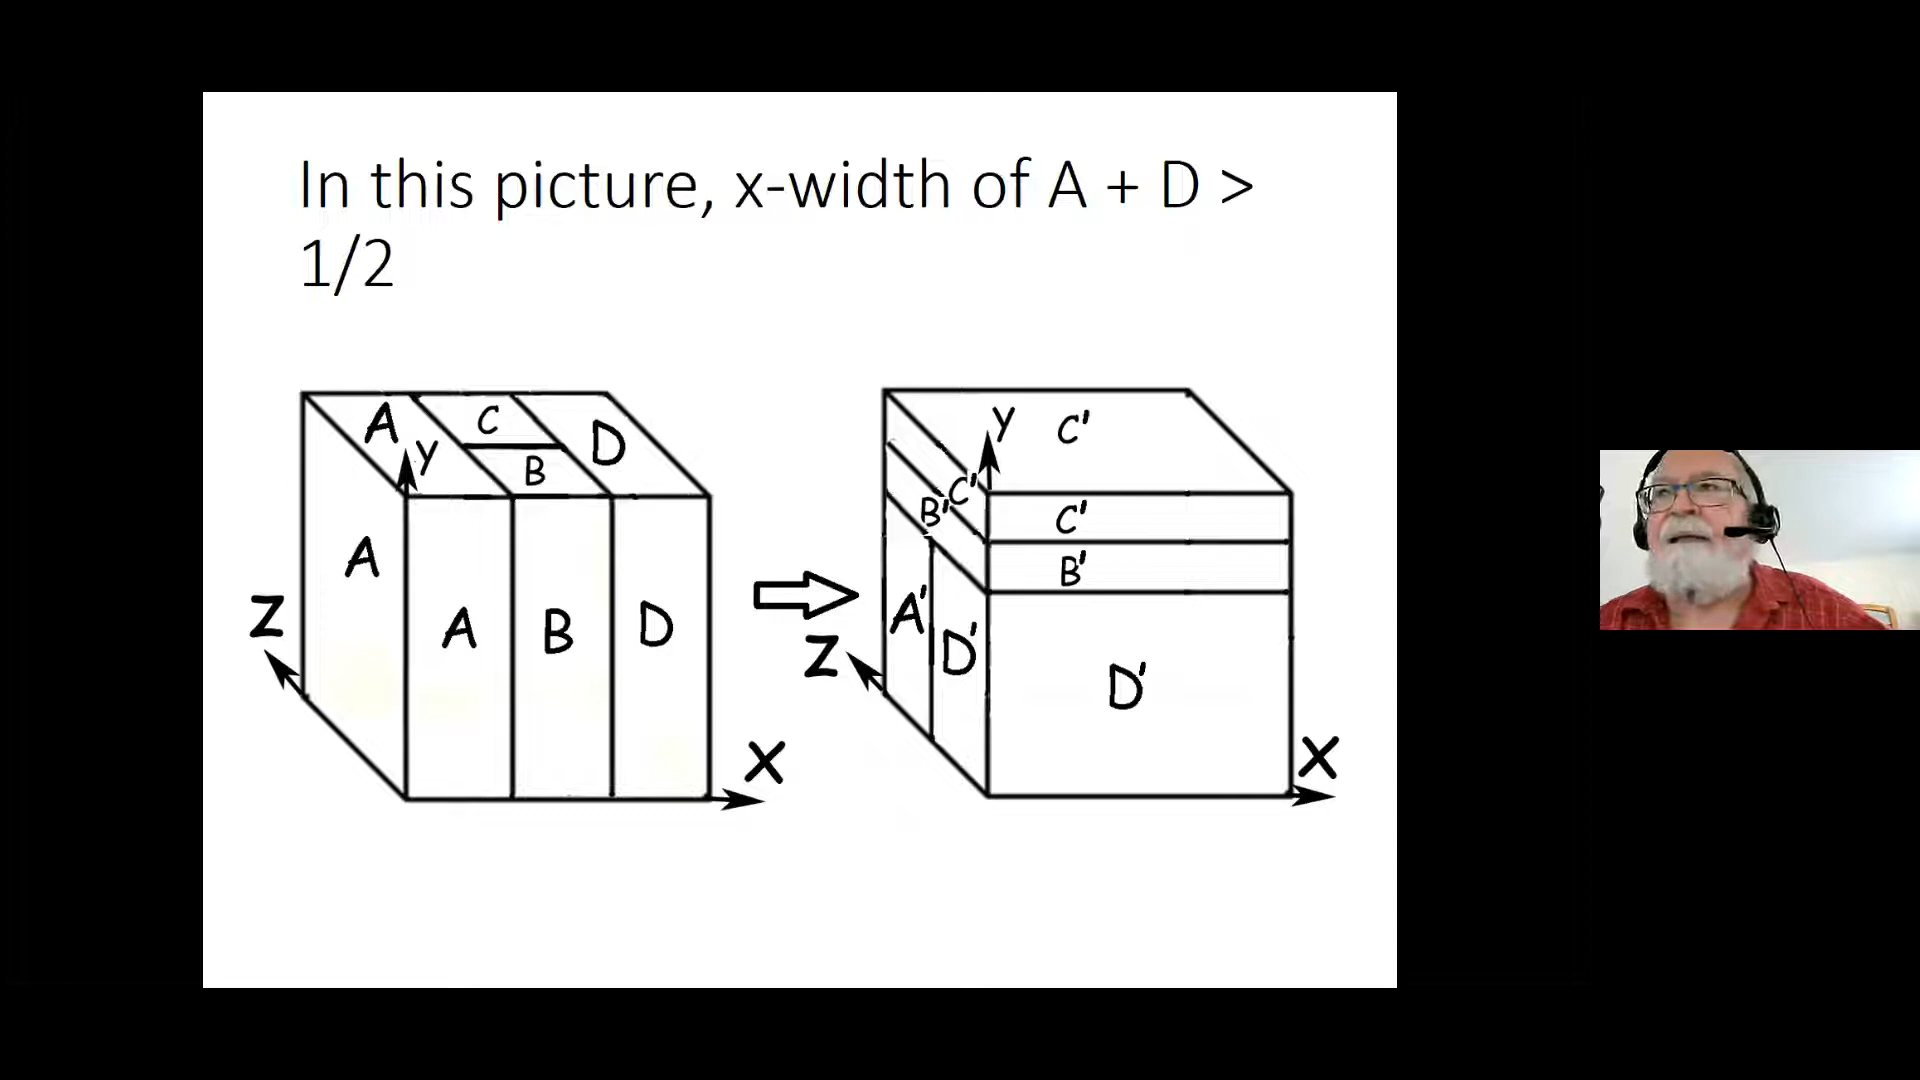 In this picture, x-width of A + D >
1/2
A
C
D
y
B
A
A
B
D
Z
X
y
C'
C'
B'
C'
B'
A'
D'
D'
Z
X